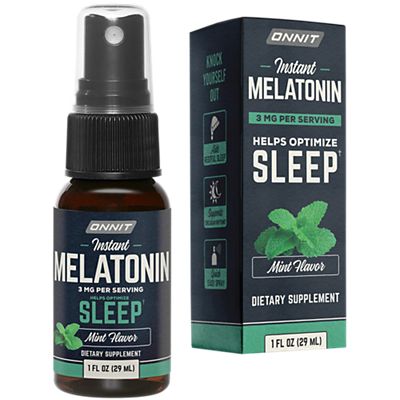 ONNIT
Instant
MELATONIN
3 MG PER SERVING
HELPS OPTIMIZE
SLEEP†
Mint Flavor
DIETARY SUPPLEMENT
1 FL OZ (29 ML)
ONNIT
Instant
MELATONIN
3 MG PER SERVING
HELPS OPTIMIZE
SLEEP†
Mint Flavor
DIETARY SUPPLEMENT
1 FL OZ (29 ML)
KNOCK
YOURSELF
OUT